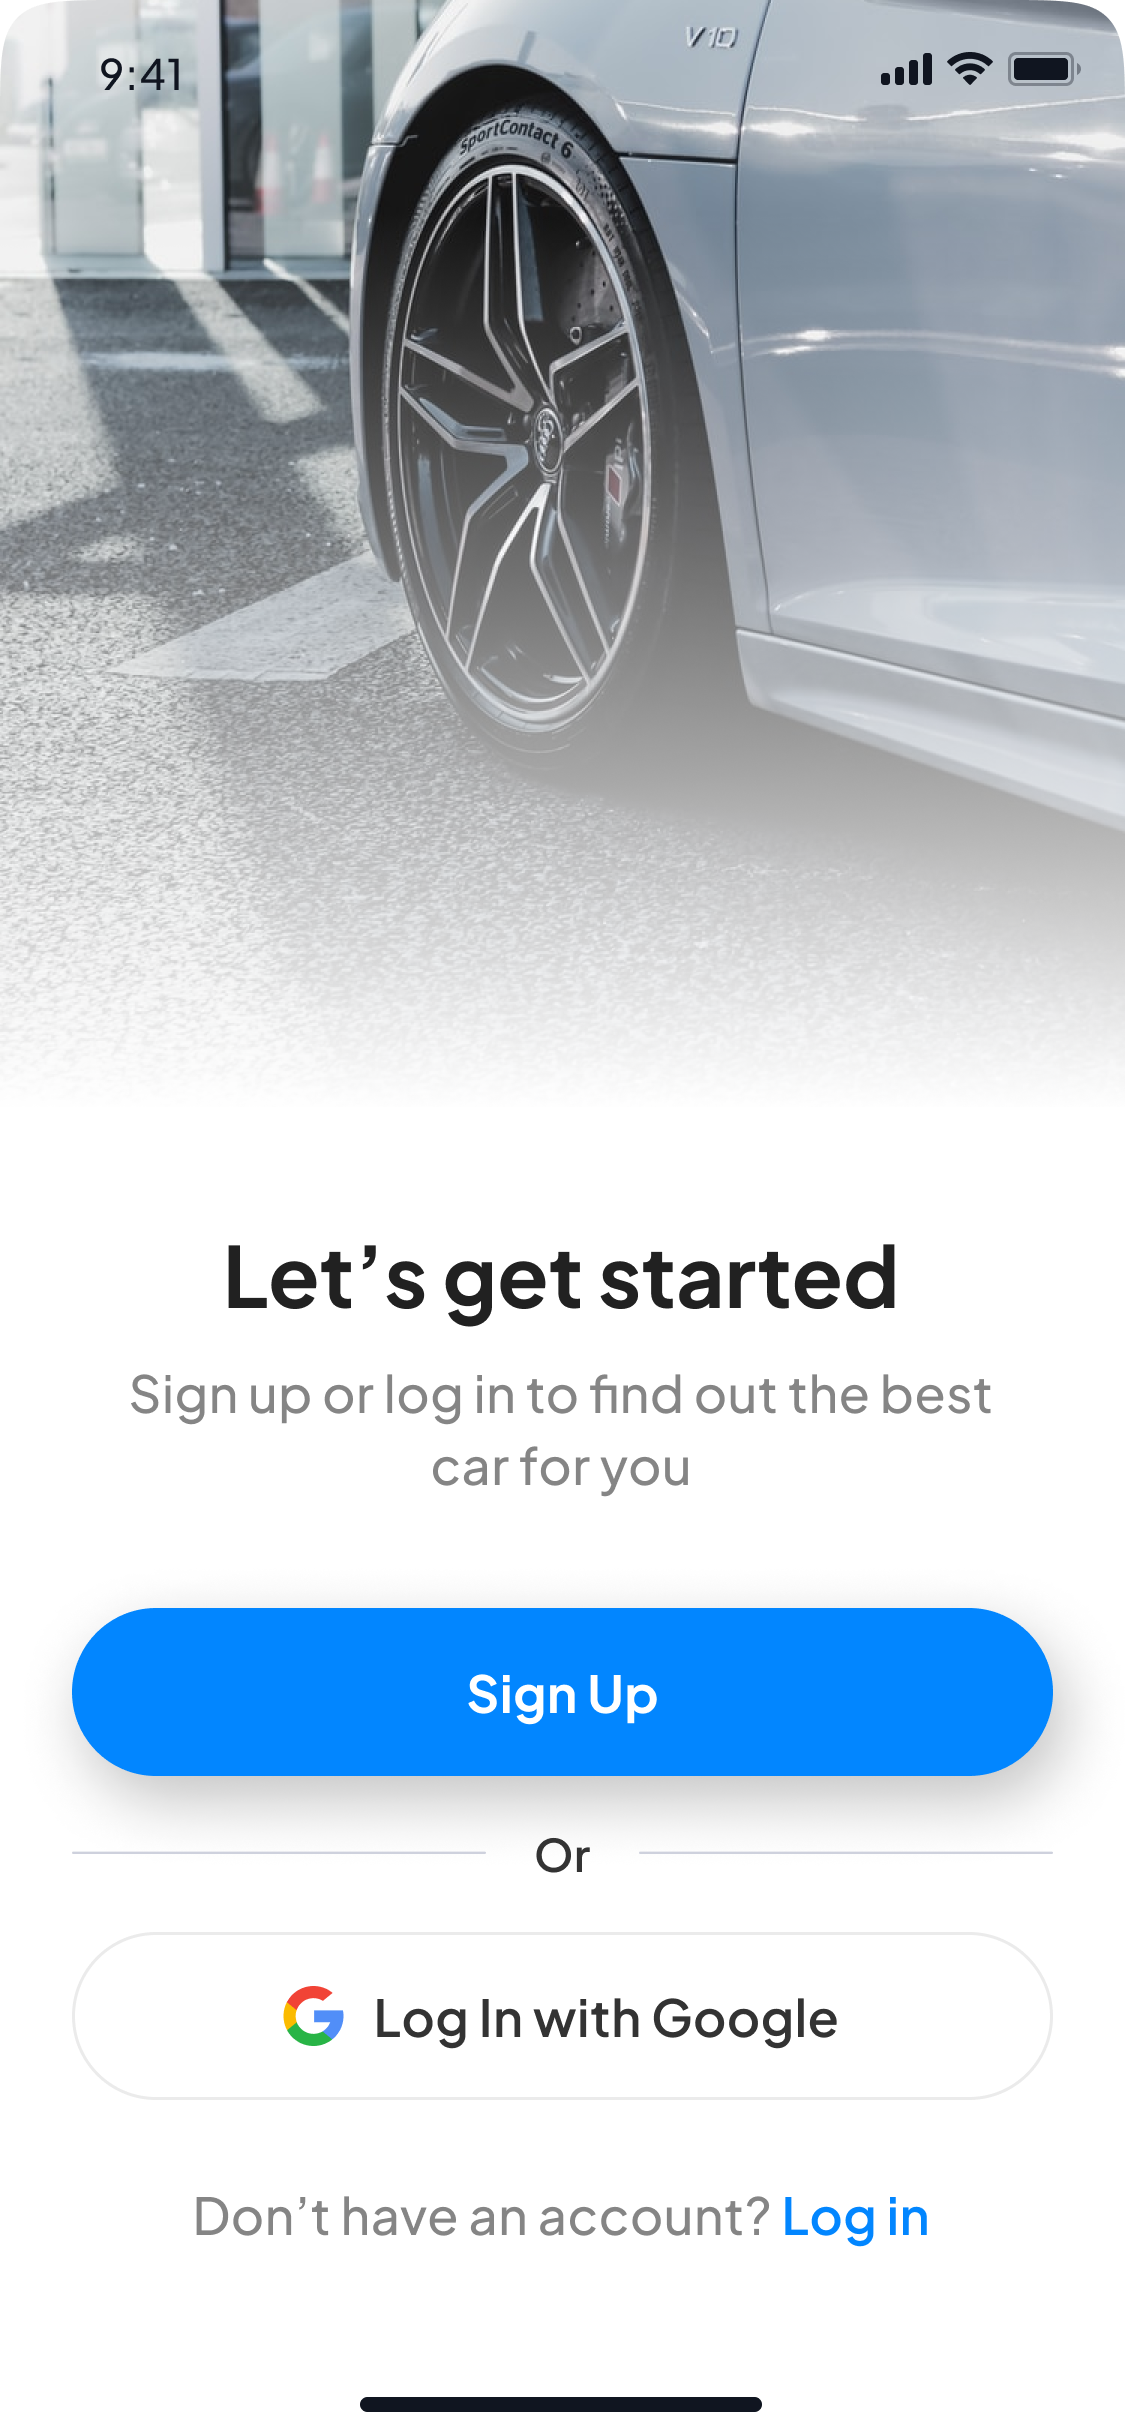 9:41
V10
SportContact 6
Let’s get started
Sign up or log in to find out the best
car for you
Sign Up
Or
Log In with Google
Don’t have an account? Log in